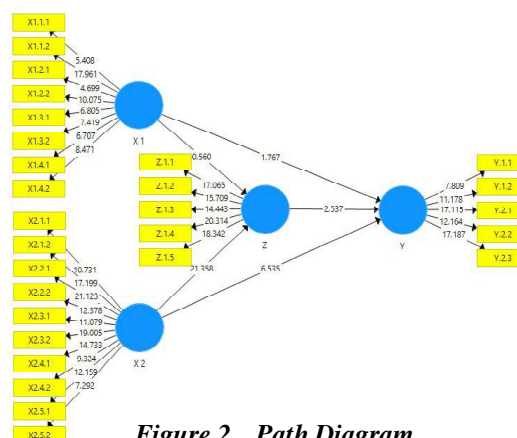 X1.1.1
X1.1.2
X1.2.1
X1.2.2
X1.3.1
X1.3.2
X1.4.1
X1.4.2
5.408
17.961
4.699
10.075
6.805
7.419
6.707
8.471
X 1
0.560
1.767
Z.1.1
Z.1.2
Z.1.3
Z.1.4
Z.1.5
17.065
15.709
14.443
20.314
18.342
Z
2.537
Y
7.809
11.178
17.115
12.164
17.187
Y.1.1
Y.1.2
Y.2.1
Y.2.2
Y.2.3
X2.1.1
X2.1.2
X2.2.1
X2.2.2
X2.3.1
X2.3.2
X2.4.1
X2.4.2
X2.5.1
X2.5.2
10.731
17.199
21.123
12.378
11.079
19.005
14.733
9.324
12.159
7.292
X 2
21.358
6.535
Figure 2. Path Diagram